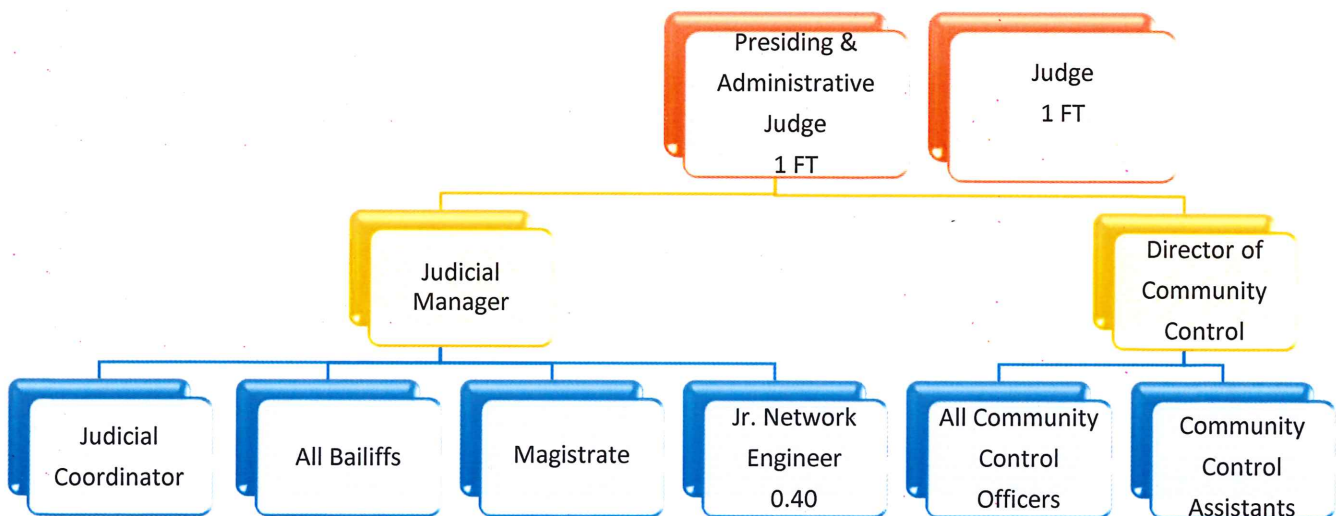 Presiding &
Administrative
Judge
1 FT
Judge
1 FT
Judicial
Manager
Director of
Community
Control
Judicial
Coordinator
All Bailiffs
Magistrate
Jr. Network
Engineer
0.40
All Community
Control
Officers
Community
Control
Assistants